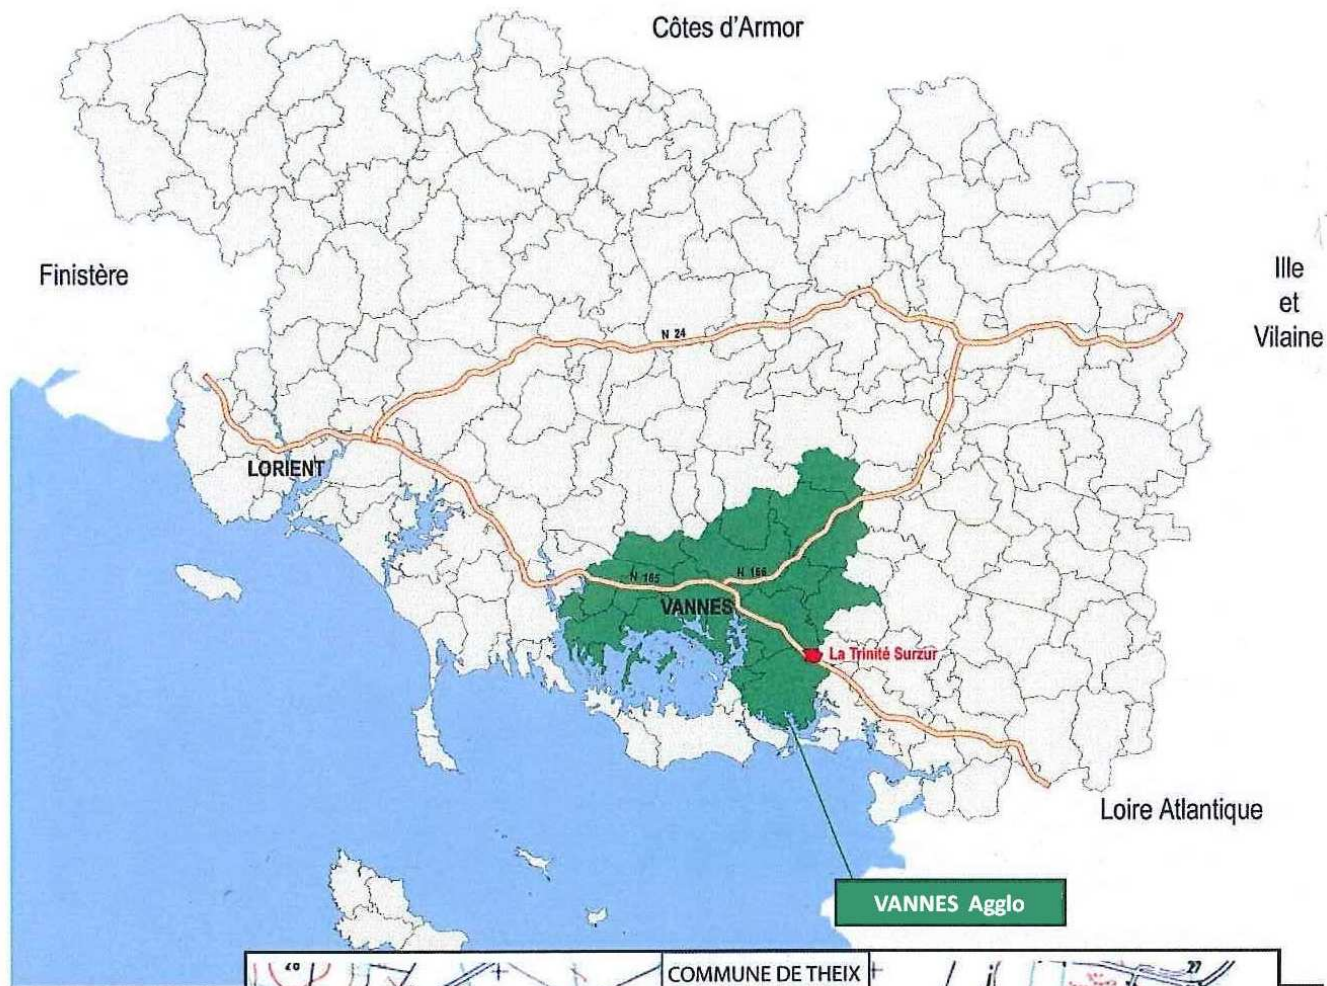 Côtes d'Armor
Finistère
Ille
et
Vilaine
N 24
LORIENT
N 165
N 166
VANNES
La Trinité Surzur
Loire Atlantique
VANNES Agglo
COMMUNE DE THEIX
27